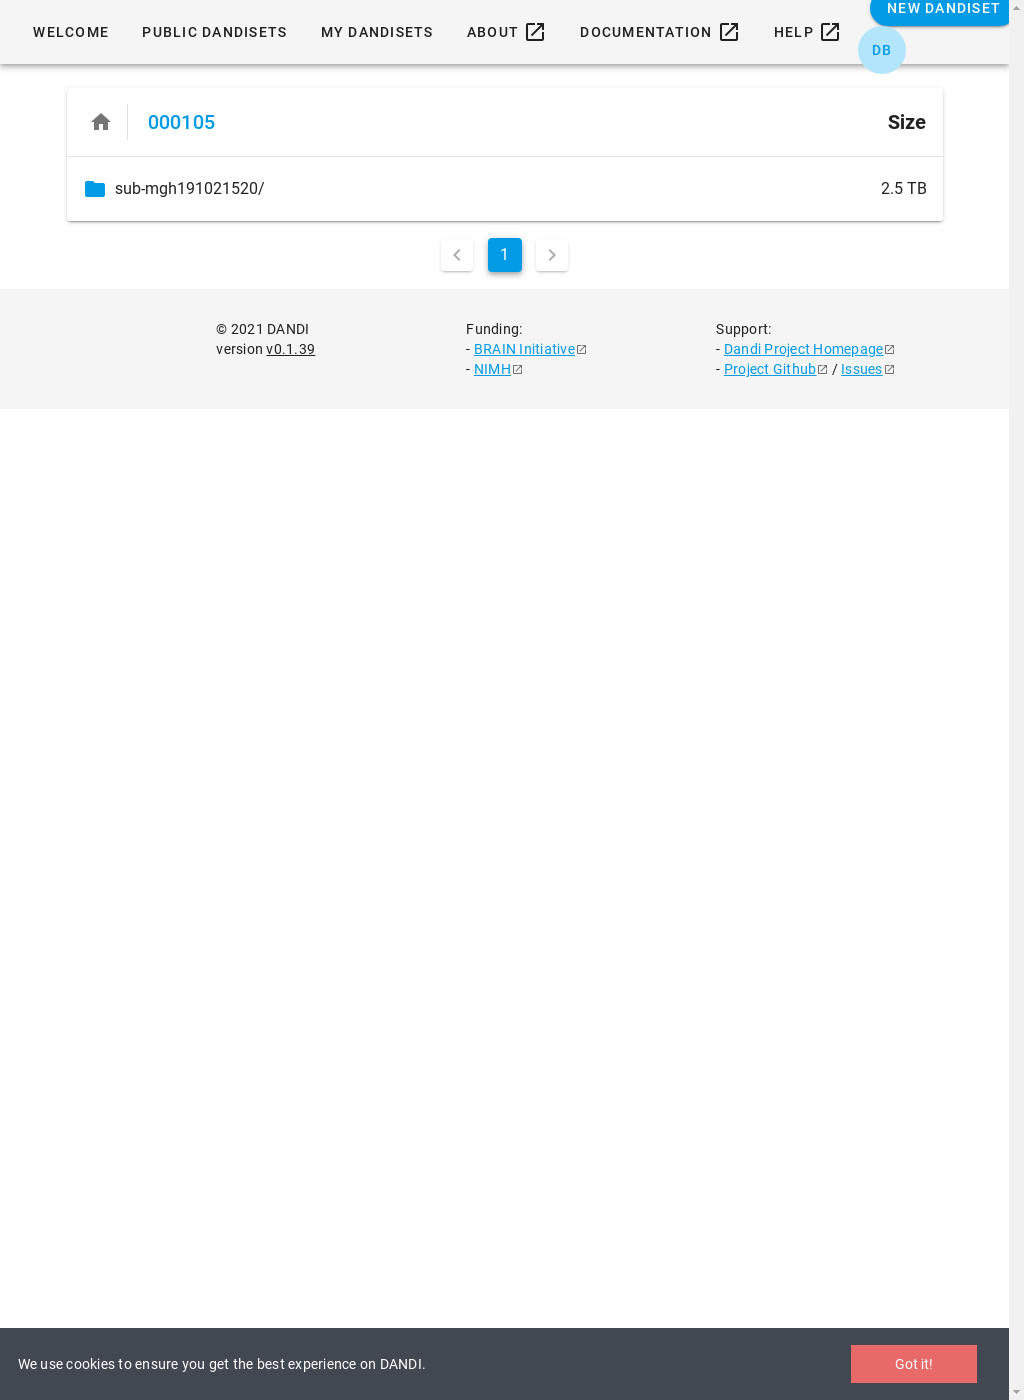 NEW DANDISET
WELCOME PUBLIC DANDISETS MY DANDISETS ABOUT DOCUMENTATION HELP
DB
000105 Size
sub-mgh191021520/ 2.5 TB
1
© 2021 DANDI
version v0.1.39
Funding:
- BRAIN Initiative
- NIMH
Support:
- Dandi Project Homepage
- Project Github / Issues
We use cookies to ensure you get the best experience on DANDI. Got it!